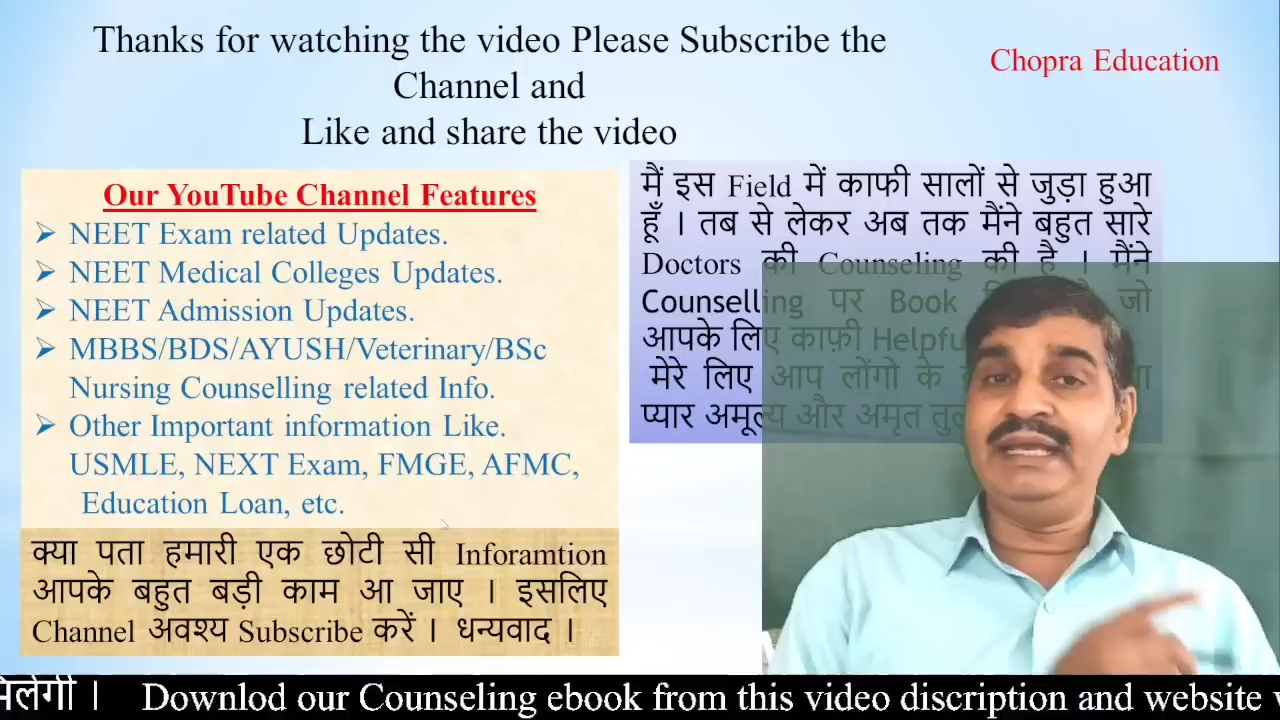 Thanks for watching the video Please Subscribe the
Channel and
Like and share the video
Chopra Education
Our YouTube Channel Features
NEET Exam related Updates.
NEET Medical Colleges Updates.
NEET Admission Updates.
MBBS/BDS/AYUSH/Veterinary/BSc
Nursing Counselling related Info.
Other Important information Like.
USMLE, NEXT Exam, FMGE, AFMC,
Education Loan, etc.
क्या पता हमारी एक छोटी सी Inforamtion
आपके बहुत बड़ी काम आ जाए । इसलिए
Channel अवश्य Subscribe करें । धन्यवाद ।
मैं इस Field में काफी सालों से जुड़ा हुआ
हूँ । तब से लेकर अब तक मैंने बहुत सारे
Doctors की Counseling की है । मैंने
Counselling पर Book जो
आपके लिए काफ़ी
मेरे लिए आप लोंगो के
प्यार अमूल्य और अमृत
Downlod our Counseling ebook from this video discription and website